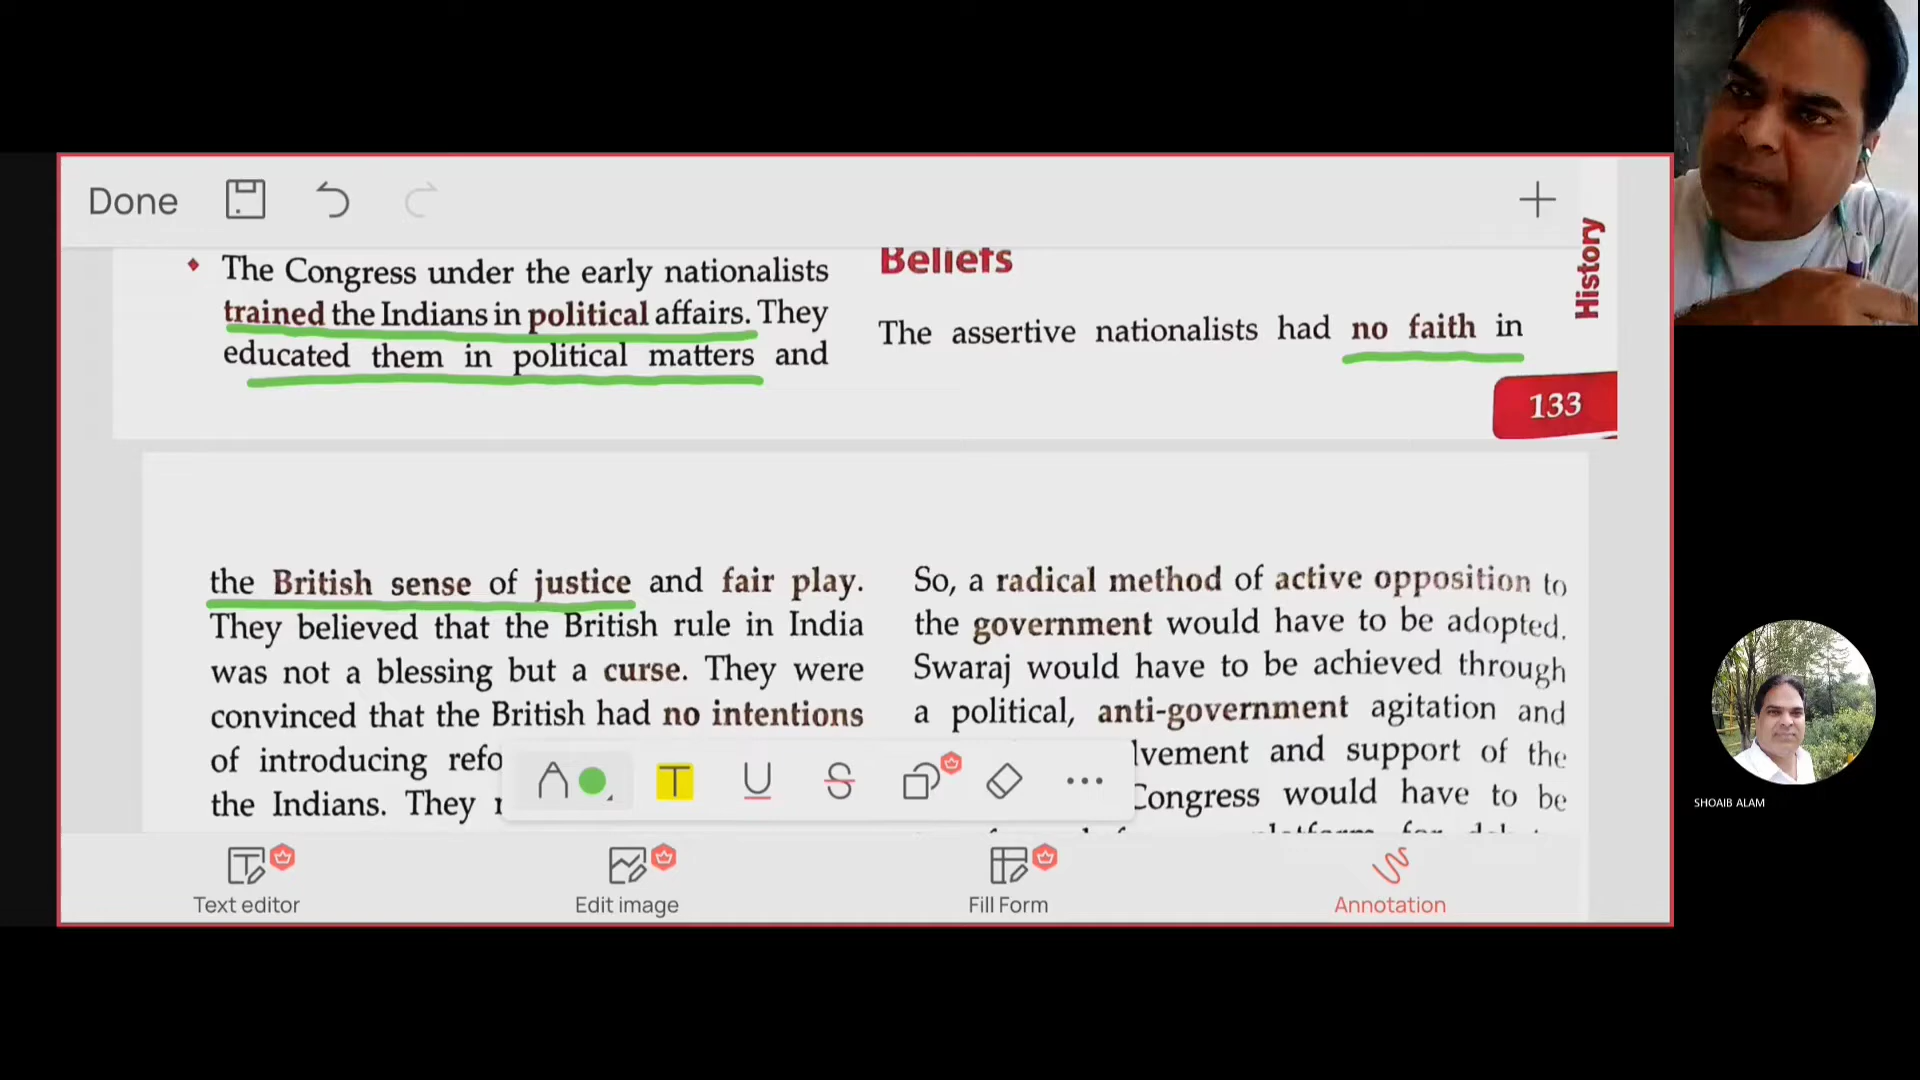 Done
The Congress under the early nationalists
trained the Indians in political affairs. They
educated them in political matters and
Beliefs
The assertive nationalists had no faith in
History
133
the British sense of justice and fair play.
They believed that the British rule in India
was not a blessing but a curse. They were
convinced that the British had no intentions
of introducing refo
the Indians. They
So, a radical method of active opposition to
the government would have to be adopted.
Swaraj would have to be achieved through
a political, anti-government agitation and
lvement and support of the
Congress would have to be
Text editor
Edit image
Fill Form
Annotation
SHOAIB ALAM